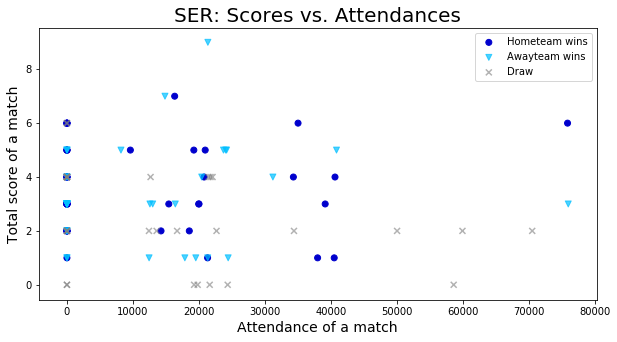 SER: Scores vs. Attendances
Hometeam wins
Awayteam wins
Draw
Total score of a match
8
6
4
2
0
0 10000 20000 30000 40000 50000 60000 70000 80000
Attendance of a match